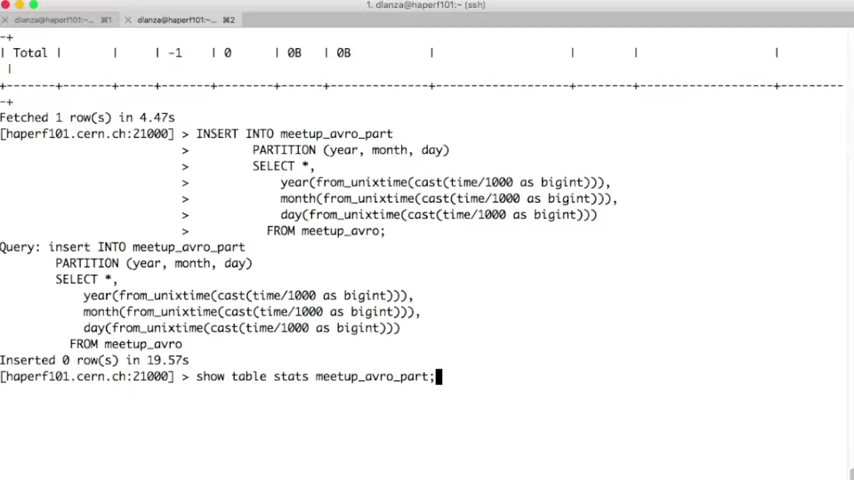 1. dlanza@haperf101:~ (ssh)
× dlanza@haperf101:~... ⌘1 × dlanza@haperf101:~... ⌘2
-+
| Total | | | -1 | 0 | 0B | 0B | | | | |
|
+-------+------+-----+-------+--------+------+--------------+-------------------+--------+-------------------+--------
-+
Fetched 1 row(s) in 4.47s
[haperf101.cern.ch:21000] > INSERT INTO meetup_avro_part
> PARTITION (year, month, day)
> SELECT *,
> year(from_unixtime(cast(time/1000 as bigint))),
> month(from_unixtime(cast(time/1000 as bigint))),
> day(from_unixtime(cast(time/1000 as bigint)))
> FROM meetup_avro;
Query: insert INTO meetup_avro_part
PARTITION (year, month, day)
SELECT *,
year(from_unixtime(cast(time/1000 as bigint))),
month(from_unixtime(cast(time/1000 as bigint))),
day(from_unixtime(cast(time/1000 as bigint)))
FROM meetup_avro
Inserted 0 row(s) in 19.57s
[haperf101.cern.ch:21000] > show table stats meetup_avro_part;